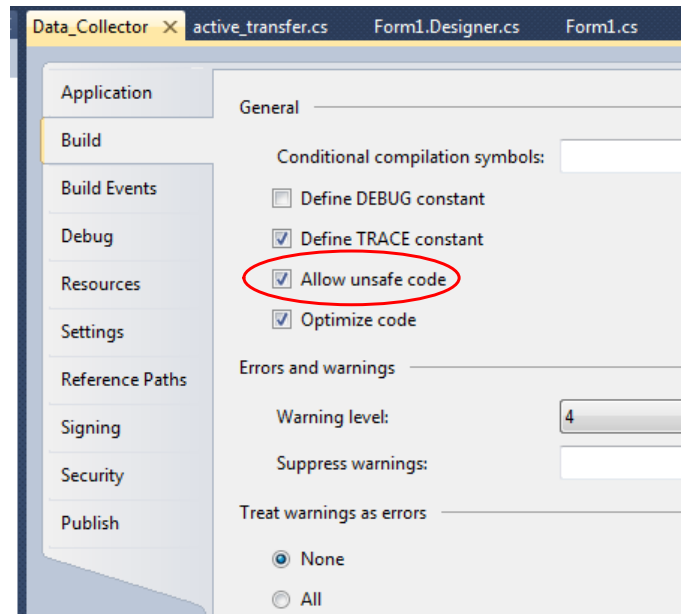 Data_Collector active_transfer.cs Form1.Designer.cs Form1.cs
Application
Build
Build Events
Debug
Resources
Settings
Reference Paths
Signing
Security
Publish
General
Conditional compilation symbols:
Define DEBUG constant
Define TRACE constant
Allow unsafe code
Optimize code
Errors and warnings
Warning level: 4
Suppress warnings:
Treat warnings as errors
None
All